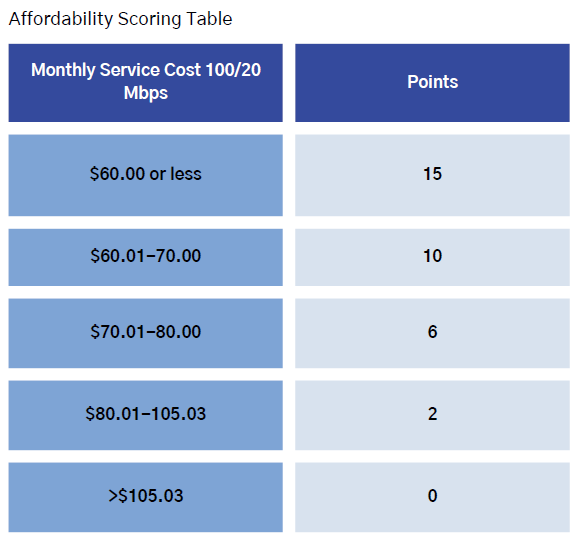 Affordability Scoring Table
Monthly Service Cost 100/20
Mbps
Points
$60.00 or less
15
$60.01–70.00
10
$70.01–80.00
6
$80.01–105.03
2
>$105.03
0